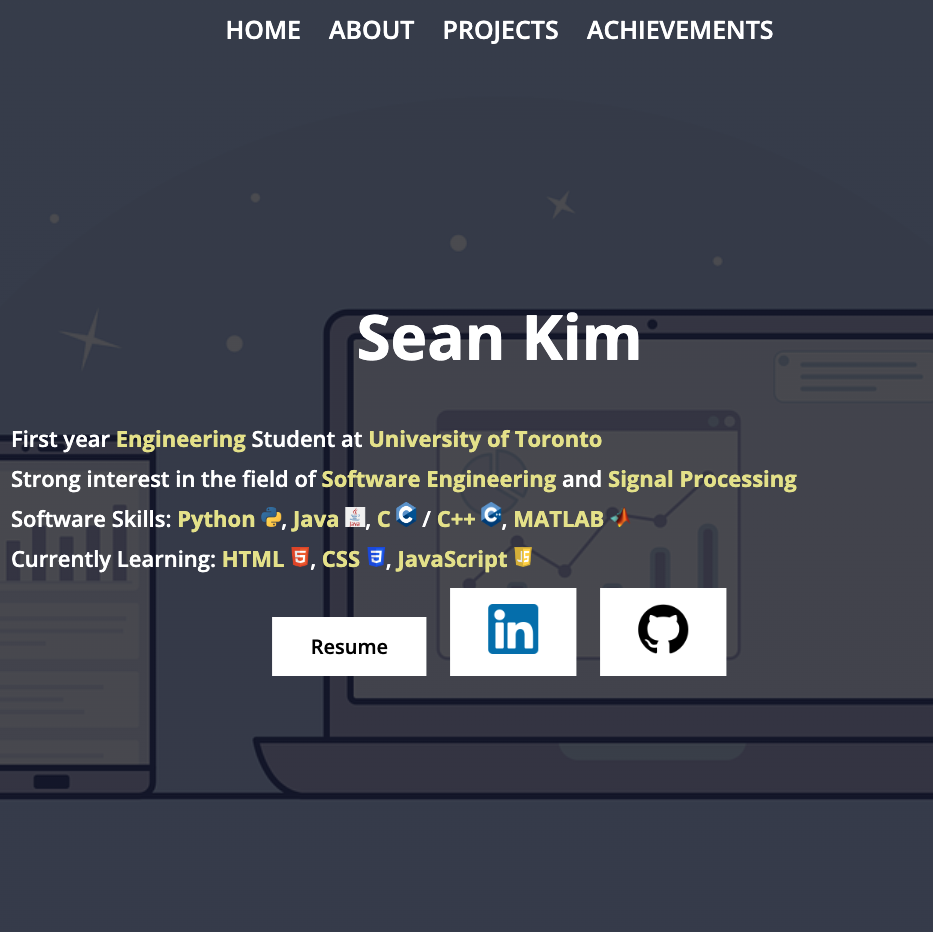 HOME ABOUT PROJECTS ACHIEVEMENTS
Sean Kim
First year Engineering Student at University of Toronto
Strong interest in the field of Software Engineering and Signal Processing
Software Skills: Python, Java, C / C++, MATLAB
Currently Learning: HTML, CSS, JavaScript
Resume in